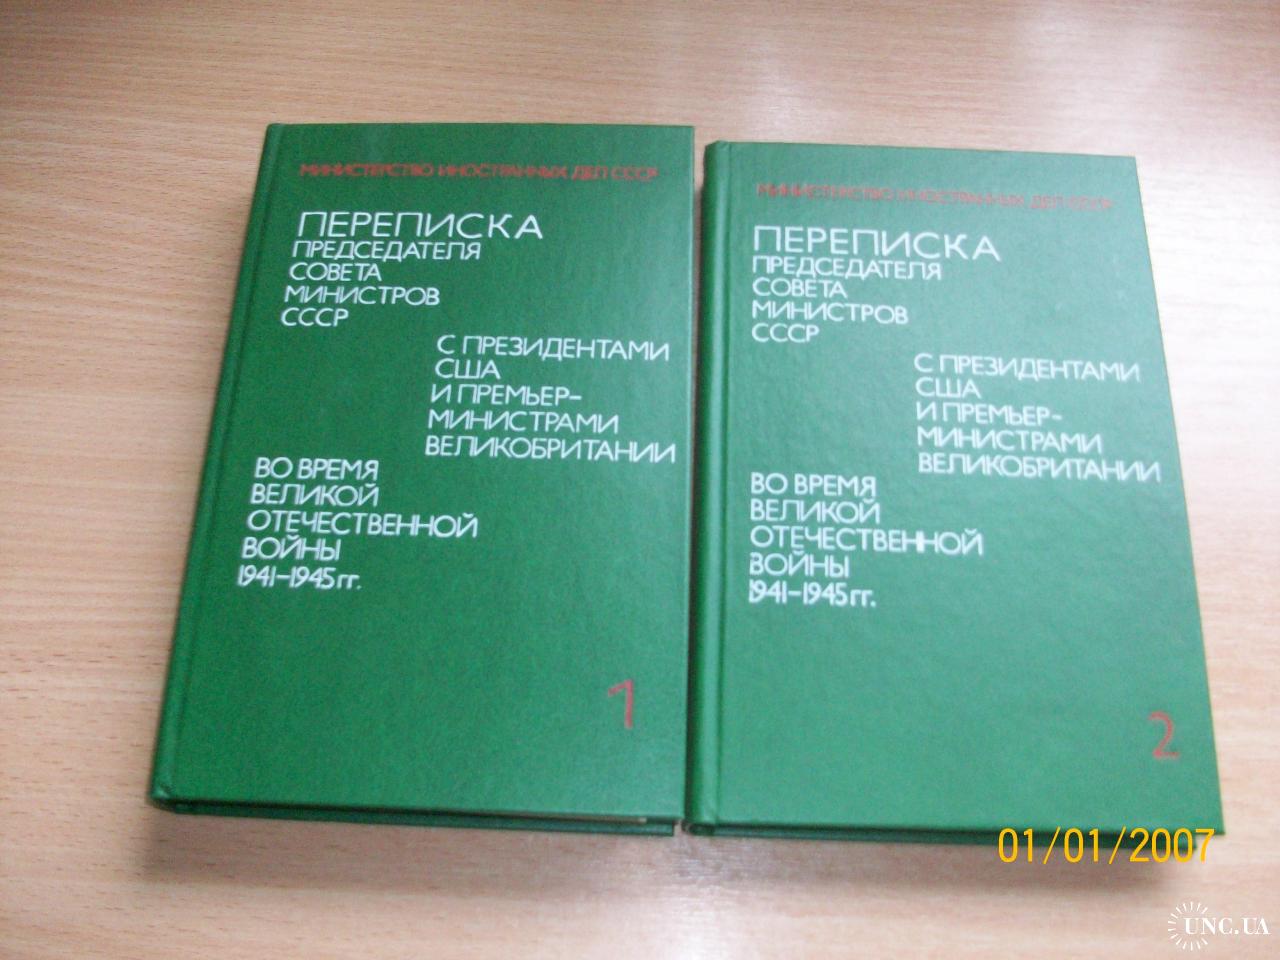 МИНИСТЕРСТВО ИНОСТРАННЫХ ДЕЛ СССР
ПЕРЕПИСКА
ПРЕДСЕДАТЕЛЯ
СОВЕТА
МИНИСТРОВ
СССР
С ПРЕЗИДЕНТАМИ
США
И ПРЕМЬЕР-
МИНИСТРАМИ
ВЕЛИКОБРИТАНИИ
ВО ВРЕМЯ
ВЕЛИКОЙ
ОТЕЧЕСТВЕННОЙ
ВОЙНЫ
1941-1945 гг.
1
МИНИСТЕРСТВО ИНОСТРАННЫХ ДЕЛ СССР
ПЕРЕПИСКА
ПРЕДСЕДАТЕЛЯ
СОВЕТА
МИНИСТРОВ
СССР
С ПРЕЗИДЕНТАМИ
США
И ПРЕМЬЕР-
МИНИСТРАМИ
ВЕЛИКОБРИТАНИИ
ВО ВРЕМЯ
ВЕЛИКОЙ
ОТЕЧЕСТВЕННОЙ
ВОЙНЫ
1941-1945 гг.
2
01/01/2007
UNC.UA